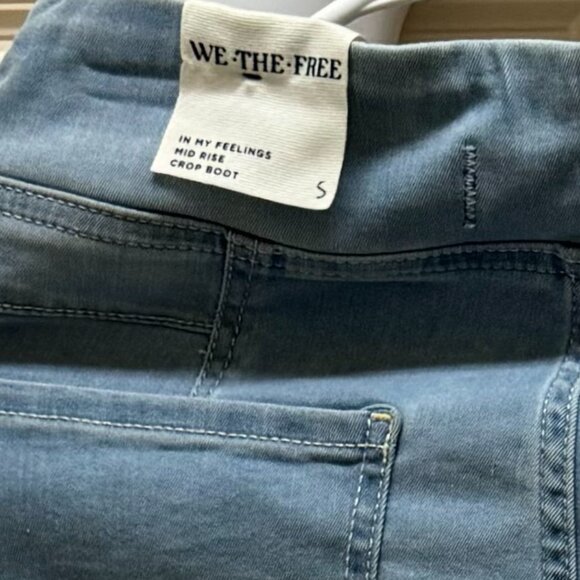 WE·THE·FREE
IN MY FEELINGS
MID RISE
CROP BOOT
S